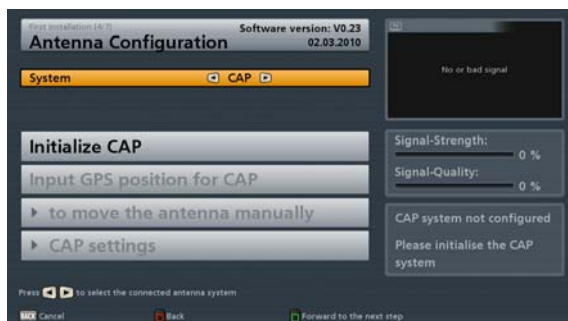 First installation (4/7)
Antenna Configuration
Software version: V0.23
02.03.2010
System CAP
Initialize CAP
Input GPS position for CAP
to move the antenna manually
CAP settings
TV
No or bad signal
Signal-Strength:
0 %
Signal-Quality:
0 %
CAP system not configured
Please initialise the CAP
system
Press to select the connected antenna system
BACK Cancel Back Forward to the next step